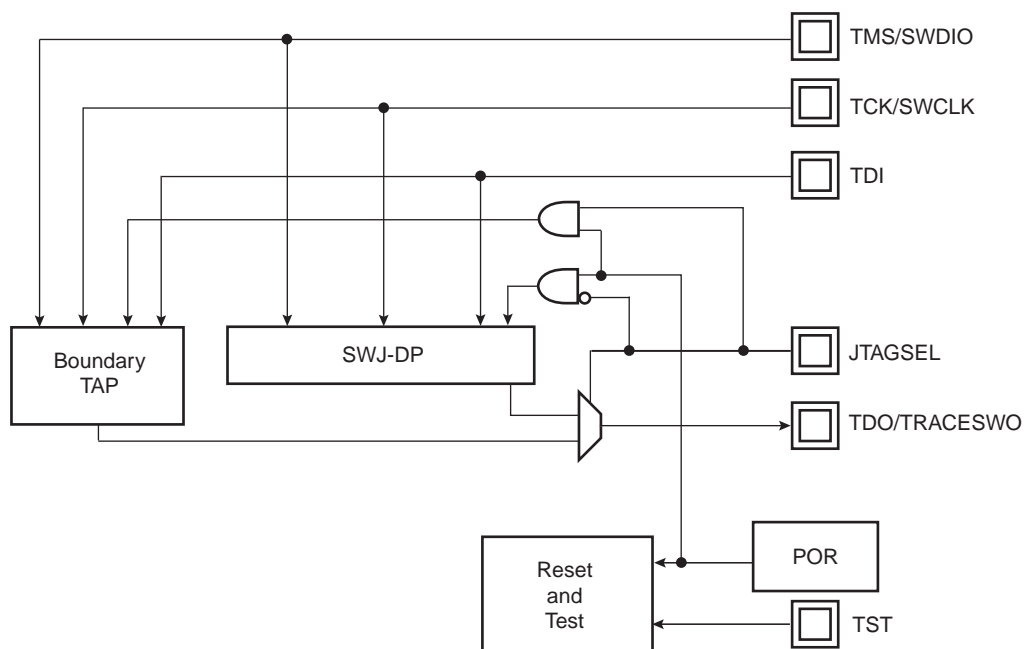 TMS/SWDIO
TCK/SWCLK
TDI
Boundary
TAP
SWJ-DP
JTAGSEL
TDO/TRACESWO
Reset
and
Test
POR
TST